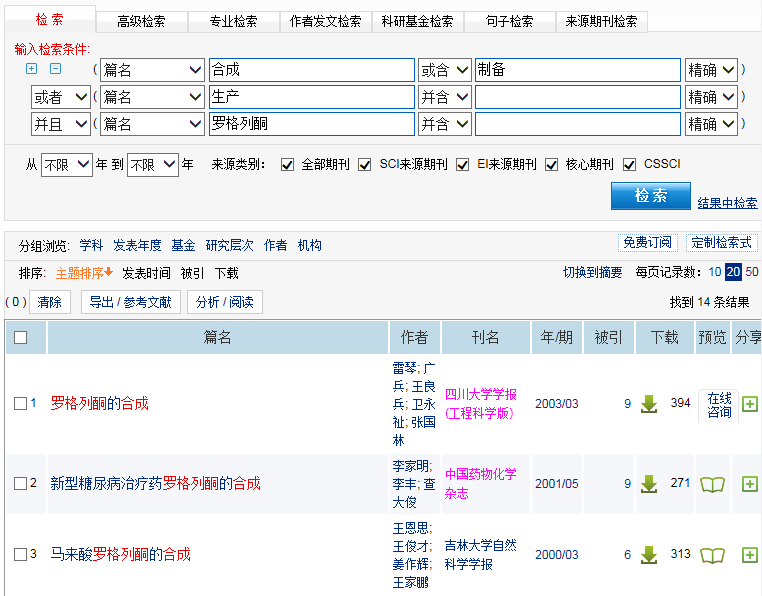 检 索 高级检索 专业检索 作者发文检索 科研基金检索 句子检索 来源期刊检索
输入检索条件:
( 篇名 合成 或含 制备 精确 )
或者 ( 篇名 生产 并含 精确 )
并且 ( 篇名 罗格列酮 并含 精确 )
从 不限 年 到 不限 年 来源类别: 全部期刊 SCI来源期刊 EI来源期刊 核心期刊 CSSCI
检 索 结果中检索
分组浏览: 学科 发表年度 基金 研究层次 作者 机构 免费订阅 定制检索式
排序: 主题排序 发表时间 被引 下载 切换到摘要 每页记录数: 10 20 50
( 0 ) 清除 导出 / 参考文献 分析 / 阅读 找到 14 条结果
篇名 作者 刊名 年/期 被引 下载 预览 分享
1 罗格列酮的合成 2003/03 9 394
雷琴; 广
兵; 王良
兵; 卫永
祉; 张国
林
四川大学学报
(工程科学版)
在线
咨询
2 新型糖尿病治疗药罗格列酮的合成 2001/05 9 271
李家明;
李丰; 查
大俊
中国药物化学
杂志
3 马来酸罗格列酮的合成 2000/03 6 313
王恩思;
王俊才;
姜作辉;
王家鹏
吉林大学自然
科学学报